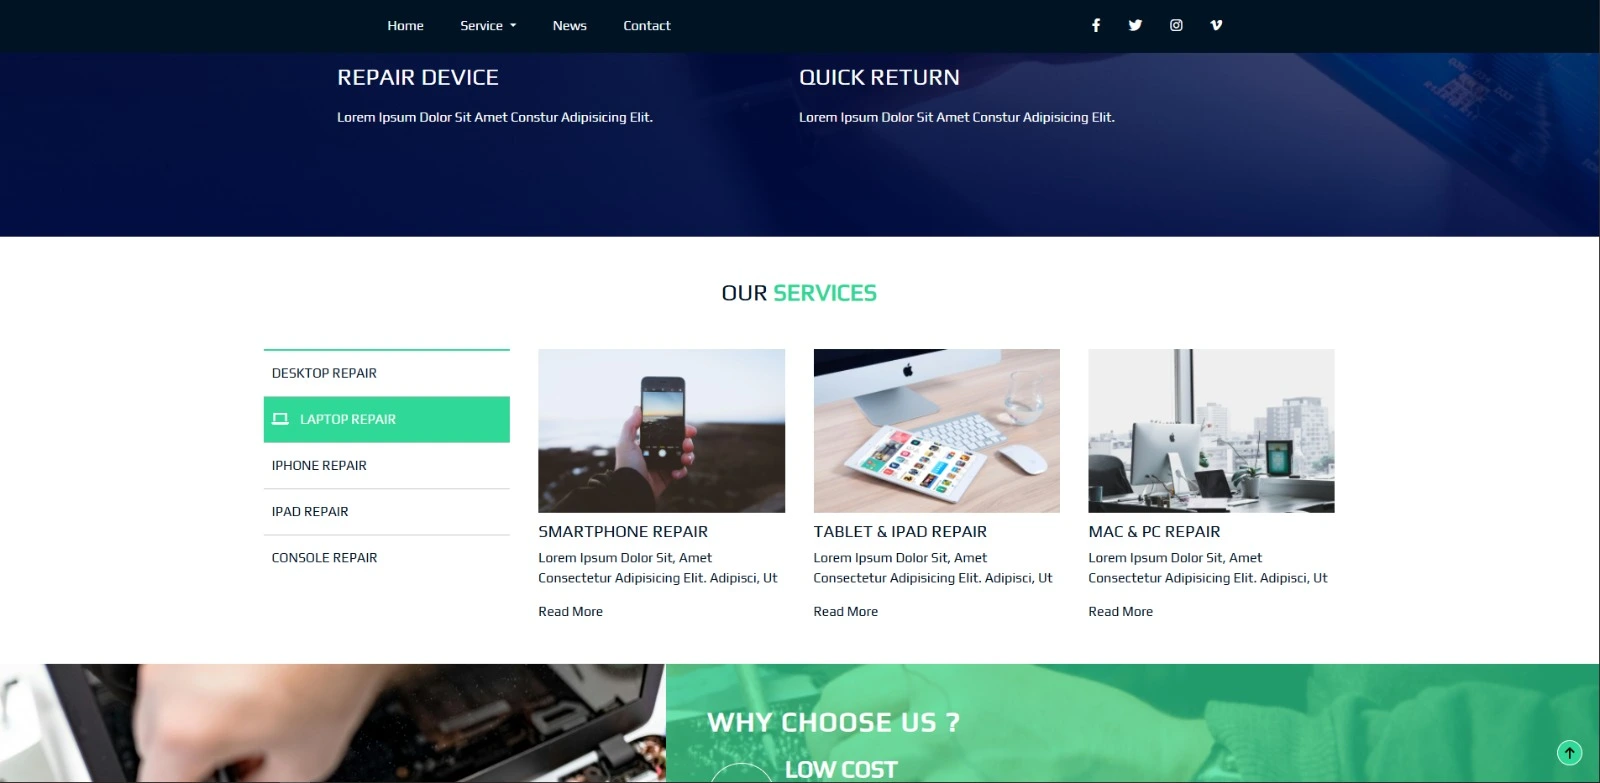 Home Service News Contact
REPAIR DEVICE
Lorem Ipsum Dolor Sit Amet Constur Adipisicing Elit.
QUICK RETURN
Lorem Ipsum Dolor Sit Amet Constur Adipisicing Elit.
OUR SERVICES
DESKTOP REPAIR
LAPTOP REPAIR
IPHONE REPAIR
IPAD REPAIR
CONSOLE REPAIR
SMARTPHONE REPAIR
Lorem Ipsum Dolor Sit, Amet
Consectetur Adipisicing Elit. Adipisci, Ut
Read More
TABLET & IPAD REPAIR
Lorem Ipsum Dolor Sit, Amet
Consectetur Adipisicing Elit. Adipisci, Ut
Read More
MAC & PC REPAIR
Lorem Ipsum Dolor Sit, Amet
Consectetur Adipisicing Elit. Adipisci, Ut
Read More
WHY CHOOSE US ?
LOW COST